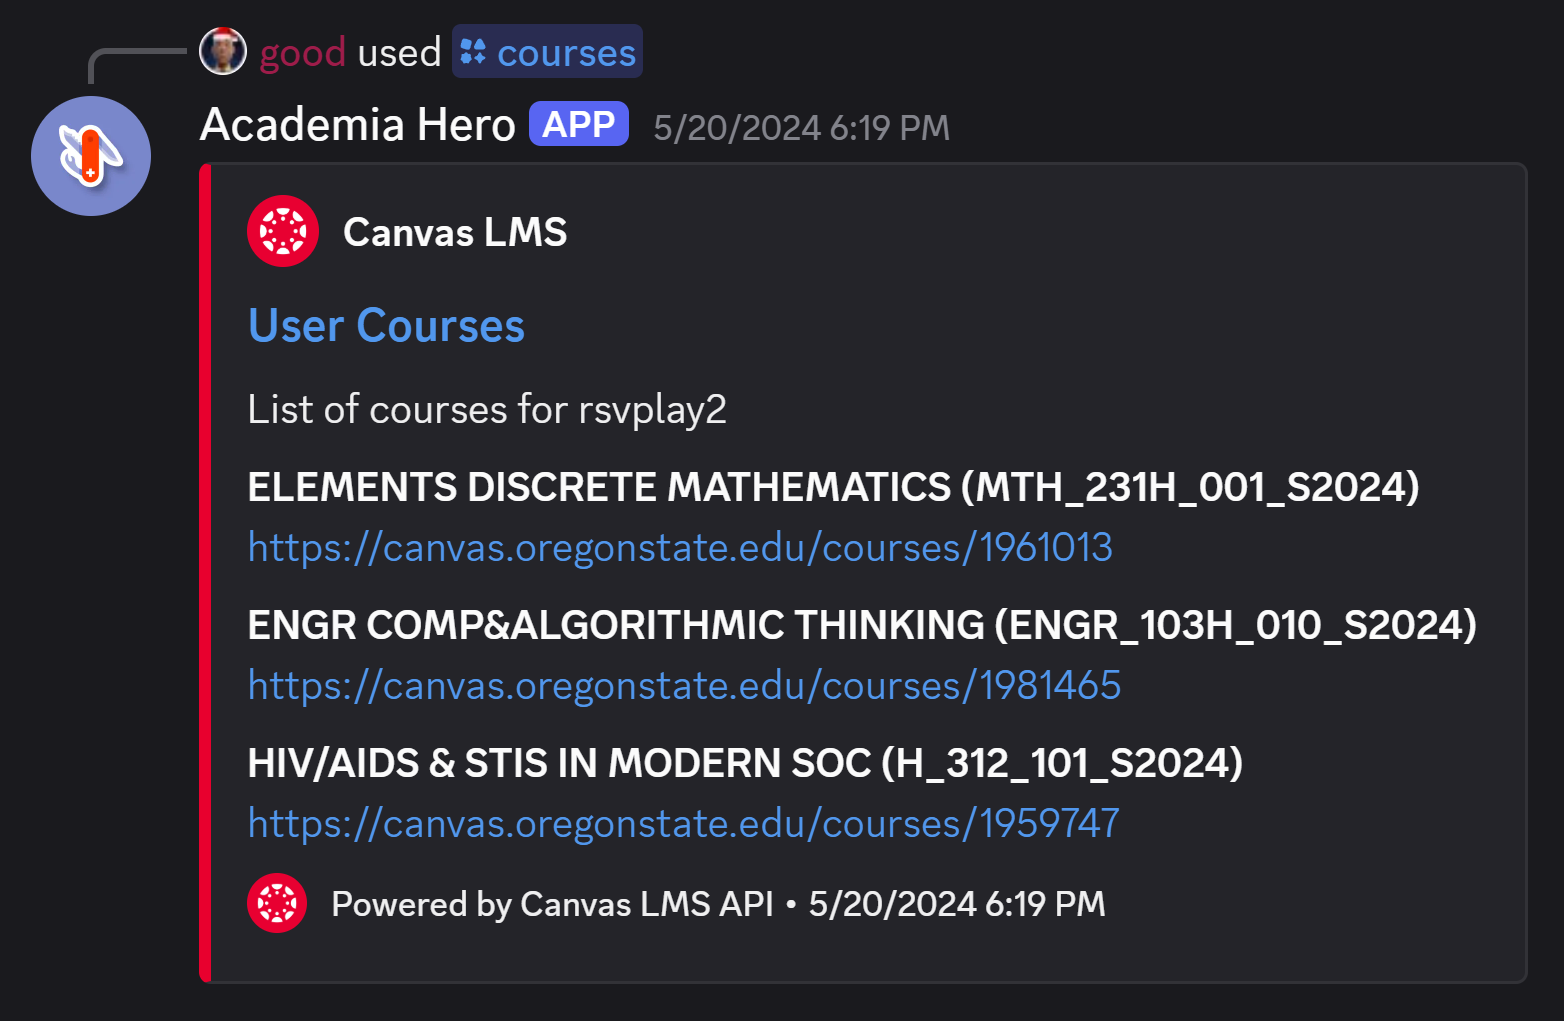 good used courses
Academia Hero APP 5/20/2024 6:19 PM
Canvas LMS
User Courses
List of courses for rsvplay2
ELEMENTS DISCRETE MATHEMATICS (MTH_231H_001_S2024)
https://canvas.oregonstate.edu/courses/1961013
ENGR COMP&ALGORITHMIC THINKING (ENGR_103H_010_S2024)
https://canvas.oregonstate.edu/courses/1981465
HIV/AIDS & STIS IN MODERN SOC (H_312_101_S2024)
https://canvas.oregonstate.edu/courses/1959747
Powered by Canvas LMS API • 5/20/2024 6:19 PM